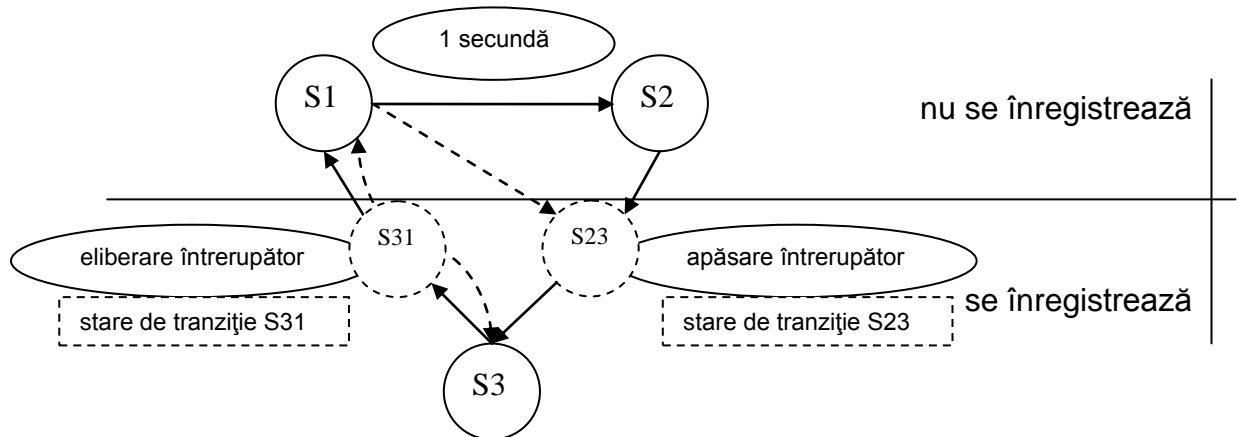 1 secundă
S1
S2
nu se înregistrează
S31
S23
eliberare întrerupător
apăsare întrerupător
se înregistrează
stare de tranziţie S31
stare de tranziţie S23
S3